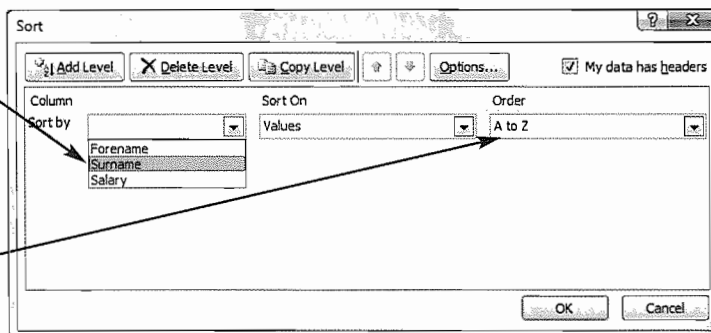 Sort
Add Level Delete Level Copy Level Options... My data has headers
Column Sort On Order
Sort by Values A to Z
Forename
Surname
Salary
OK Cancel